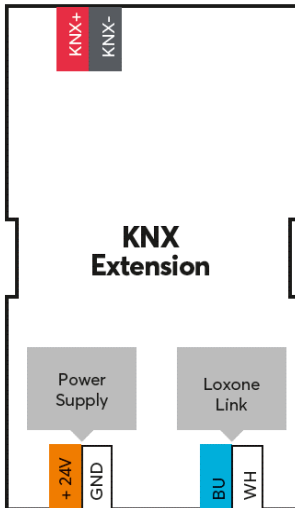 KNX+
KNX-
KNX
Extension
Power
Supply
Loxone
Link
+ 24V
GND
BU
WH